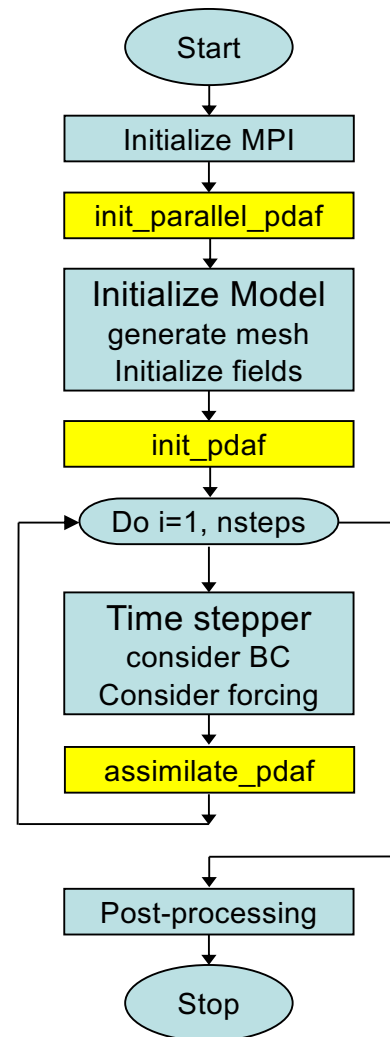 Start
Initialize MPI
init_parallel_pdaf
Initialize Model
generate mesh
Initialize fields
init_pdaf
Do i=1, nsteps
Time stepper
consider BC
Consider forcing
assimilate_pdaf
Post-processing
Stop